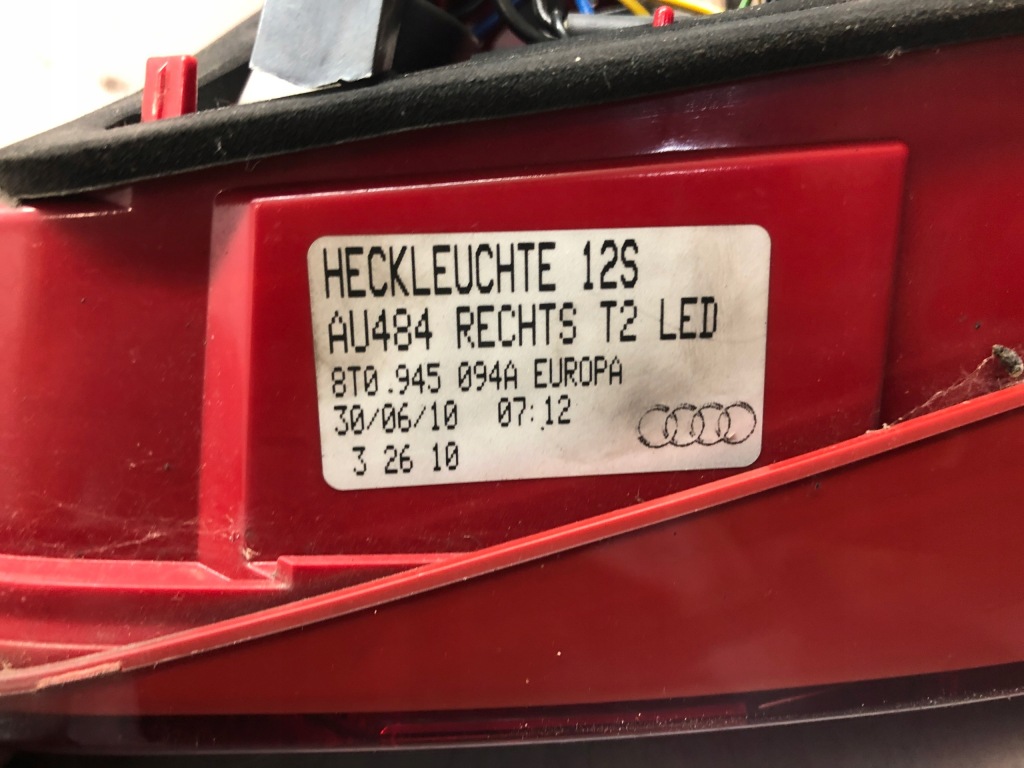 HECKLEUCHTE 12S
AU484 RECHTS T2 LED
8T0.945 094A EUROPA
30/06/10 07:12
3 26 10